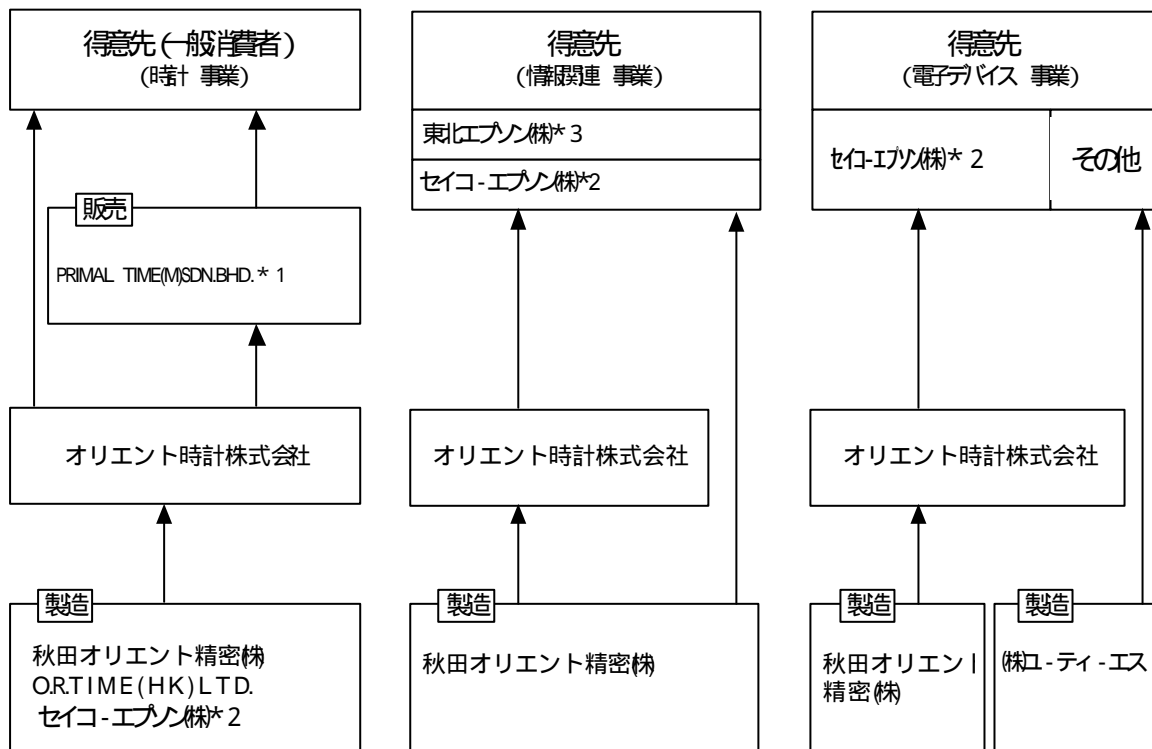 得意先(一般消費者)
(時計 事業)
販売
PRIMAL TIME(M)SDN.BHD.*1
オリエント時計株式会社
製造
秋田オリエント精密(株)
O.R.TIME(HK)LTD.
セイコ-エプソン(株)*2
得意先
(情報関連 事業)
東北エプソン(株)*3
セイコ-エプソン(株)*2
オリエント時計株式会社
製造
秋田オリエント精密(株)
得意先
(電子デバイス 事業)
セイコ-エプソン(株)*2
その他
オリエント時計株式会社
製造
秋田オリエント
精密(株)
製造
(株)ユ-ティ-エス